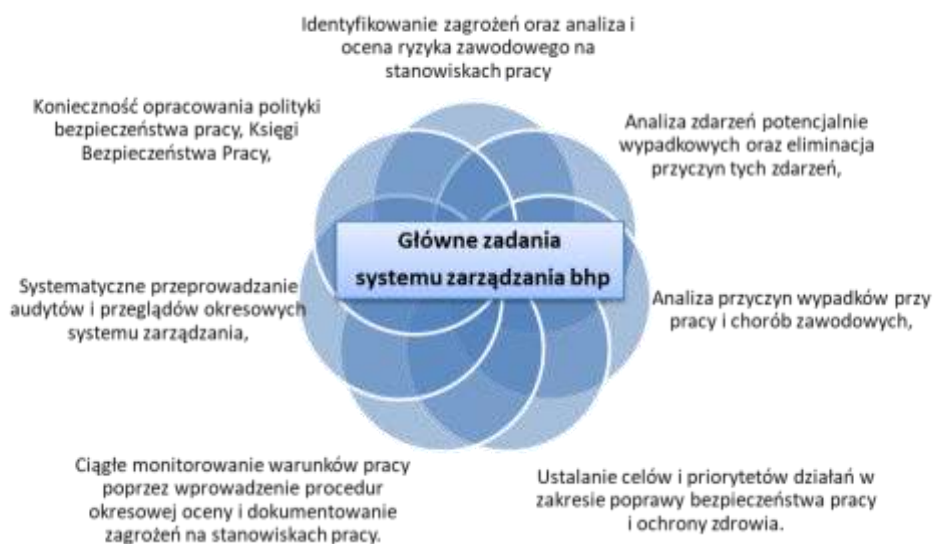 Identyfikowanie zagrożeń oraz analiza i
ocena ryzyka zawodowego na
stanowiskach pracy
Konieczność opracowania polityki
bezpieczeństwa pracy, Księgi
Bezpieczeństwa Pracy,
Analiza zdarzeń potencjalnie
wypadkowych oraz eliminacja
przyczyn tych zdarzeń,
Główne zadania
systemu zarządzania bhp
Systematyczne przeprowadzanie
audytów i przeglądów okresowych
systemu zarządzania,
Analiza przyczyn wypadków przy
pracy i chorób zawodowych,
Ciągłe monitorowanie warunków pracy
poprzez wprowadzenie procedur
okresowej oceny i dokumentowanie
zagrożeń na stanowiskach pracy.
Ustalanie celów i priorytetów działań w
zakresie poprawy bezpieczeństwa pracy
i ochrony zdrowia.